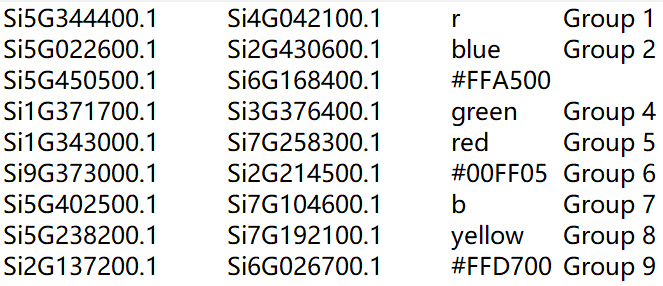 Si5G344400.1 Si4G042100.1 r Group 1
Si5G022600.1 Si2G430600.1 blue Group 2
Si5G450500.1 Si6G168400.1 #FFA500
Si1G371700.1 Si3G376400.1 green Group 4
Si1G343000.1 Si7G258300.1 red Group 5
Si9G373000.1 Si2G214500.1 #00FF05 Group 6
Si5G402500.1 Si7G104600.1 b Group 7
Si5G238200.1 Si7G192100.1 yellow Group 8
Si2G137200.1 Si6G026700.1 #FFD700 Group 9